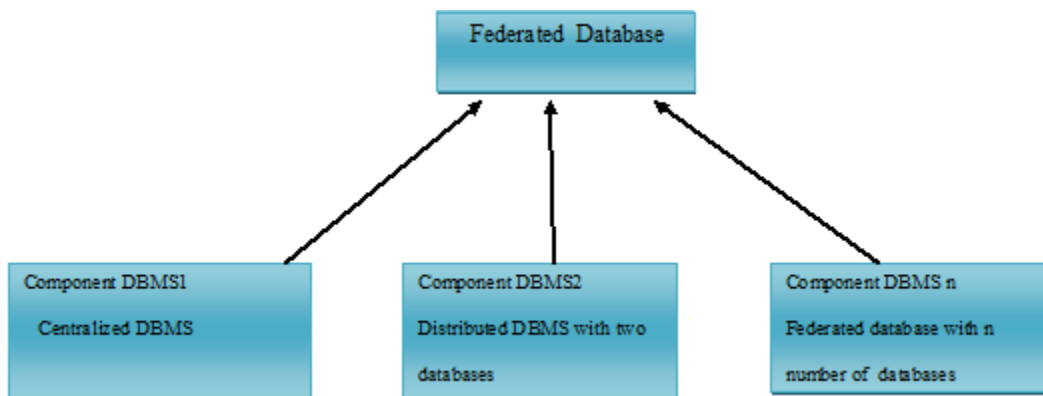 Federated Database
Component DBMS1
Centralized DBMS
Component DBMS2
Distributed DBMS with two
databases
Component DBMS n
Federated database with n
number of databases